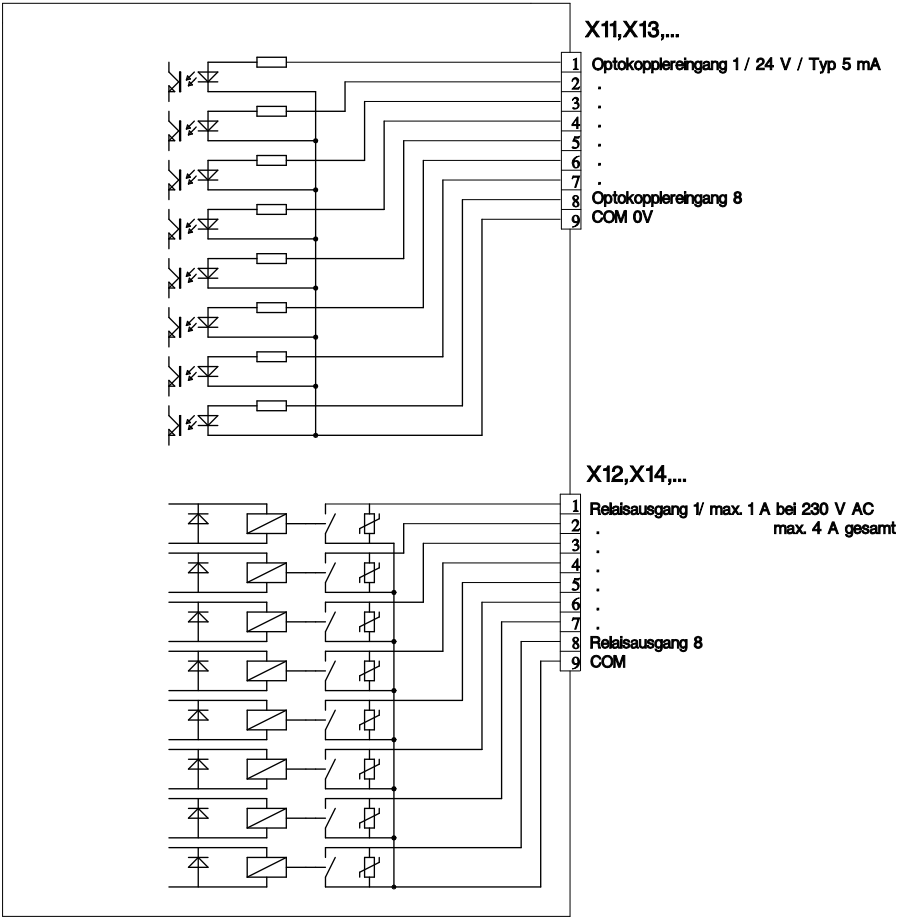 X11,X13,...
1 Optokopplereingang 1 / 24 V / Typ 5 mA
2 .
3 .
4 .
5 .
6 .
7 .
8 Optokopplereingang 8
9 COM 0V
X12,X14,...
1 Relaisausgang 1/ max. 1 A bei 230 V AC
max. 4 A gesamt
2 .
3 .
4 .
5 .
6 .
7 .
8 Relaisausgang 8
9 COM